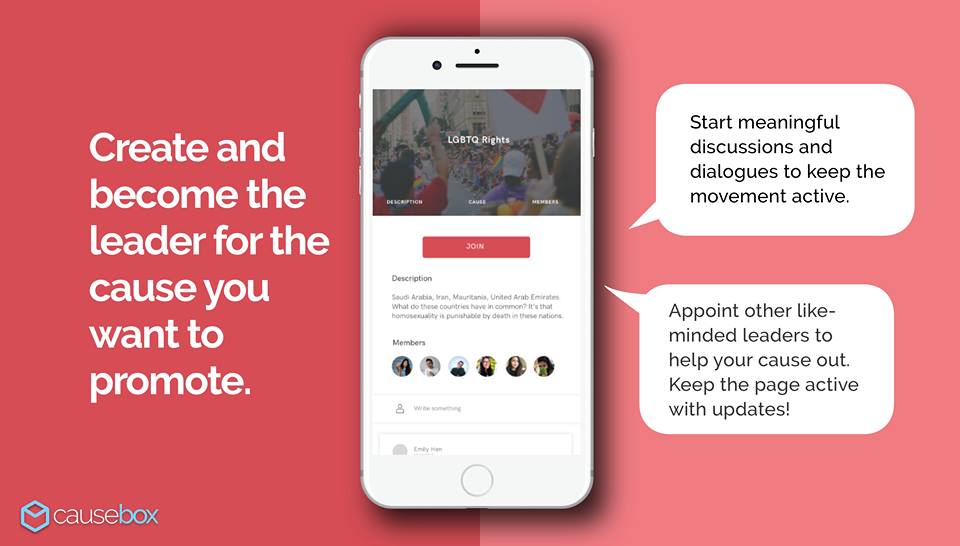 Create and
become the
leader for the
cause you
want to
promote.
LGBTQ Rights
DESCRIPTION CAUSE MEMBERS
JOIN
Description
Saudi Arabia, Iran, Mauritania, United Arab Emirates.
What do these countries have in common? It's that
homosexuality is punishable by death in these nations.
Members
Write something
Emily Han
Start meaningful
discussions and
dialogues to keep the
movement active.
Appoint other like-
minded leaders to
help your cause out.
Keep the page active
with updates!
causebox